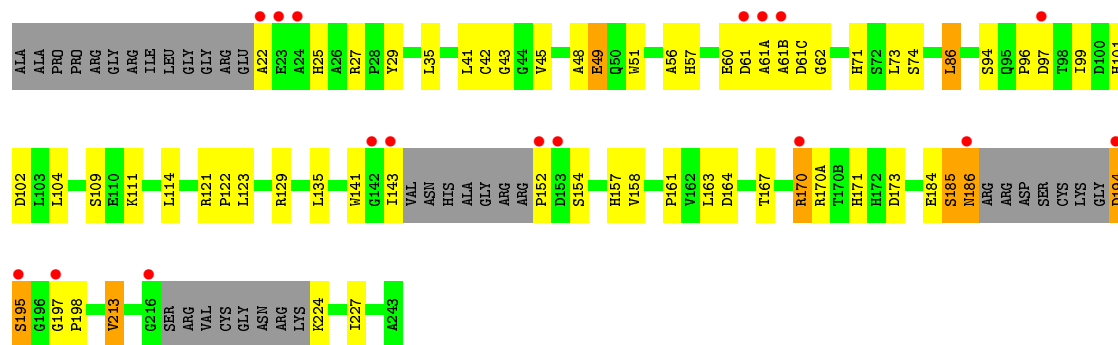 ALA ALA PRO PRO ARG GLY ARG ILE LEU GLY GLY ARG GLU A22 E23 A24 H25 A26 R27 P28 Y29 L35 L41 C42 G43 G44 V45 A48 E49 Q50 W51 A56 H57 E60 D61 A61A A61B D61C G62 H71 S72 L73 S74 L86 S94 Q95 P96 D97 T98 I99 D100 H101
D102 L103 L104 S109 E110 K111 L114 R121 P122 L123 R129 L135 W141 G142 I143 VAL ASN HIS ALA GLY ARG ARG P152 D153 S154 H157 V158 P161 V162 L163 D164 T167 R170 R170A T170B H171 H172 D173 E184 S185 N186 ARG ARG ASP SER CYS LYS GLY D194
S195 G196 G197 P198 V213 G216 SER ARG VAL CYS GLY ASN ARG LYS K224 I227 A243